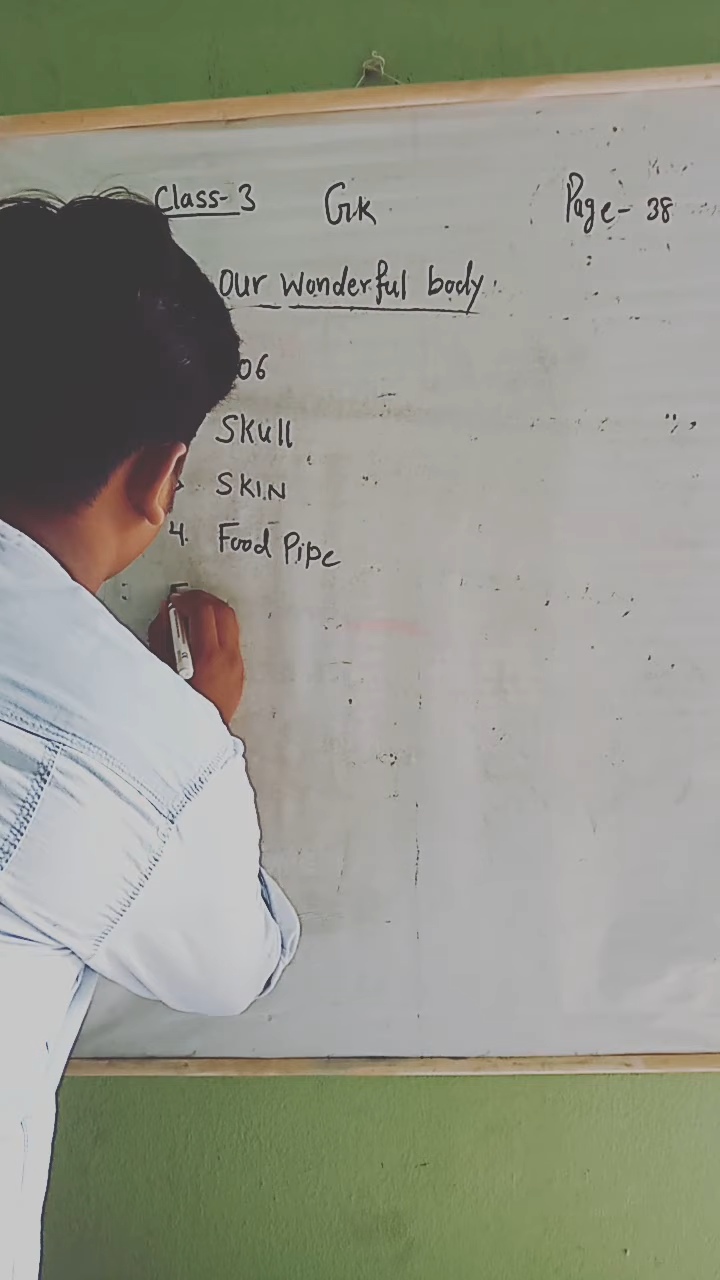 Class-3 GK Page- 38
Our Wonderful body.
06
Skull
SKIN
4. Food Pipe